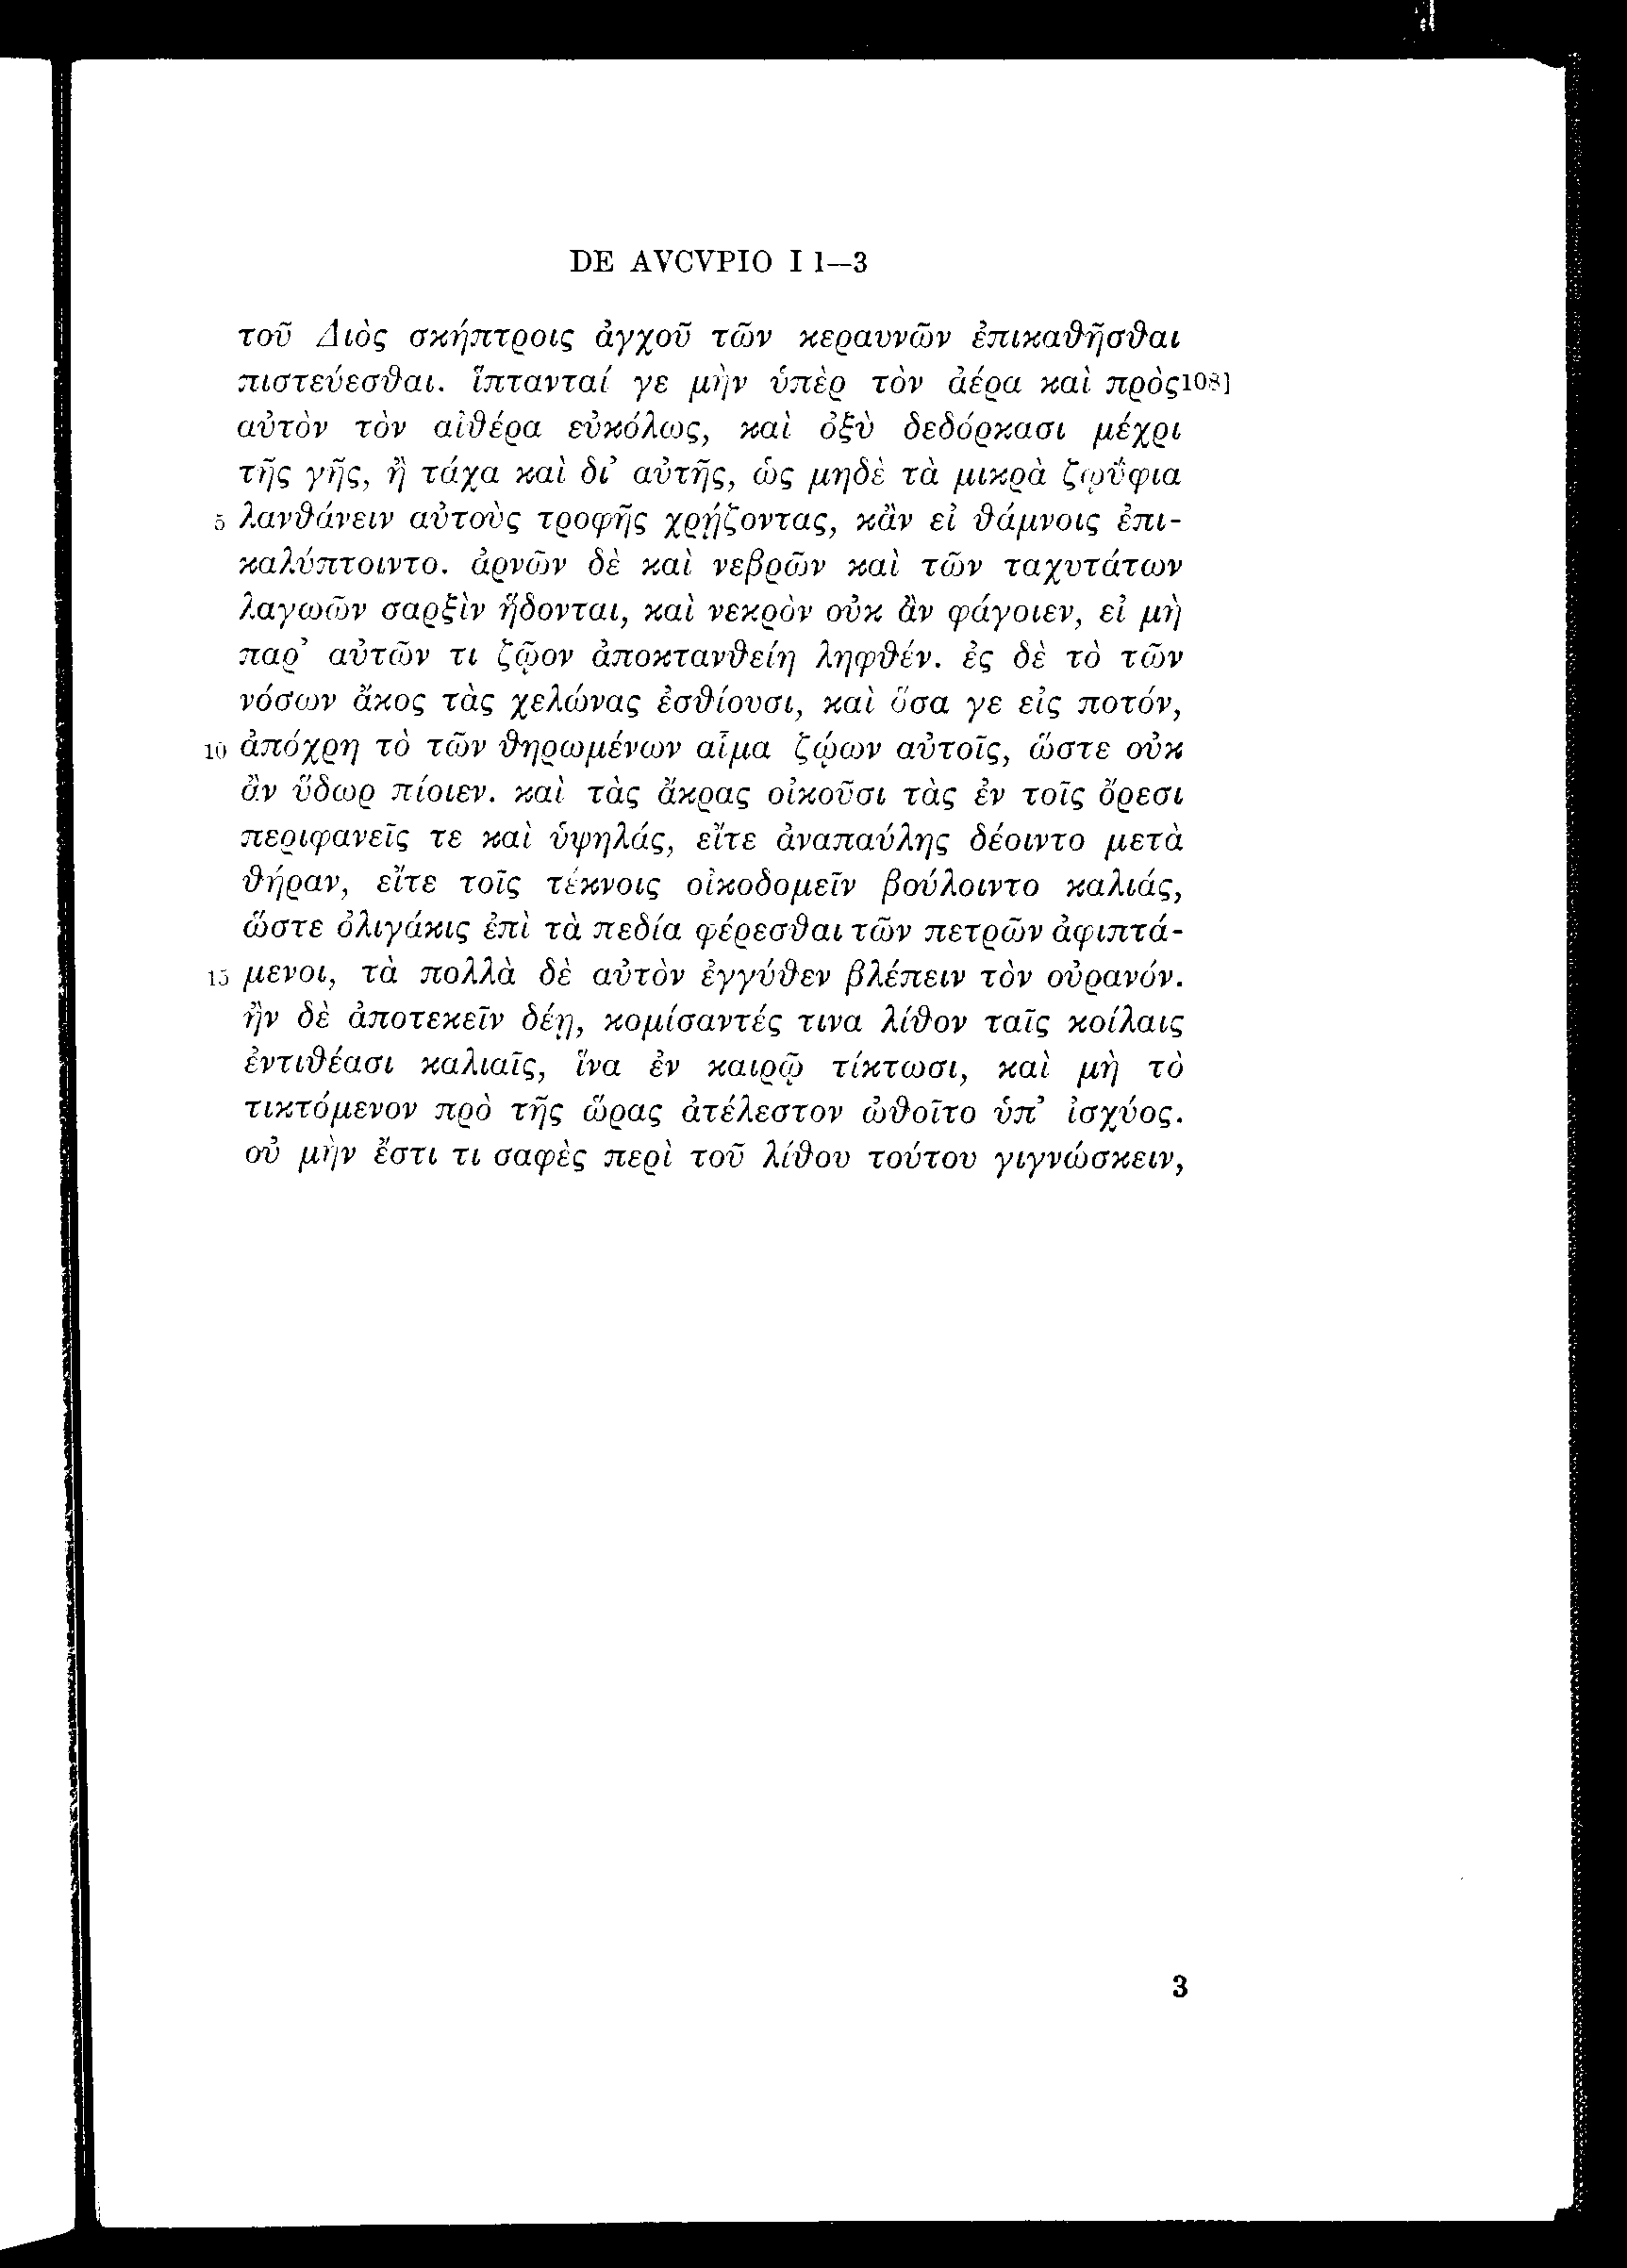 DE AVCVPIO I 1—3
τοῦ Διὸς σκήπτροις ἀγχοῦ τῶν κεραυνῶν ἐπικαθῆσθαι
πιστεύεσθαι. ἵπτανταί γε μὴν ὑπὲρ τὸν ἀέρα καὶ πρὸς 108]
αὐτὸν τὸν αἰθέρα εὐκόλως, καὶ ὀξὺ δεδόρκασι μέχρι
τῆς γῆς, ἢ τάχα καὶ δι’ αὐτῆς, ὡς μηδὲ τὰ μικρὰ ζῳΰφια
5 λανθάνειν αὐτοὺς τροφῆς χρῄζοντας, κἂν εἰ θάμνοις ἐπι-
καλύπτοιντο. ἀρνῶν δὲ καὶ νεβρῶν καὶ τῶν ταχυτάτων
λαγωῶν σαρξὶν ἥδονται, καὶ νεκρὸν οὐκ ἂν φάγοιεν, εἰ μὴ
παρ’ αὐτῶν τι ζῷον ἀποκτανθείη ληφθέν. ἐς δὲ τὸ τῶν
νόσων ἄκος τὰς χελώνας ἐσθίουσι, καὶ ὅσα γε εἰς ποτόν,
10 ἀπόχρη τὸ τῶν θηρωμένων αἷμα ζῴων αὐτοῖς, ὥστε οὐκ
ἂν ὕδωρ πίοιεν. καὶ τὰς ἄκρας οἰκοῦσι τὰς ἐν τοῖς ὄρεσι
περιφανεῖς τε καὶ ὑψηλάς, εἴτε ἀναπαύλης δέοιντο μετὰ
θήραν, εἴτε τοῖς τέκνοις οἰκοδομεῖν βούλοιντο καλιάς,
ὥστε ὀλιγάκις ἐπὶ τὰ πεδία φέρεσθαι τῶν πετρῶν ἀφιπτά-
15 μενοι, τὰ πολλὰ δὲ αὐτὸν ἐγγύθεν βλέπειν τὸν οὐρανόν.
ἢν δὲ ἀποτεκεῖν δέῃ, κομίσαντές τινα λίθον ταῖς κοίλαις
ἐντιθέασι καλιαῖς, ἵνα ἐν καιρῷ τίκτωσι, καὶ μὴ τὸ
τικτόμενον πρὸ τῆς ὥρας ἀτέλεστον ὠθοῖτο ὑπ’ ἰσχύος.
οὐ μὴν ἔστι τι σαφὲς περὶ τοῦ λίθου τούτου γιγνώσκειν,
3